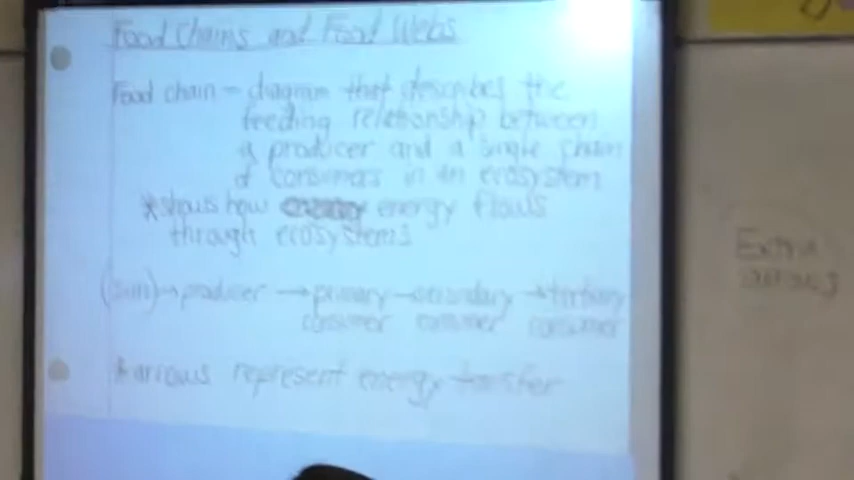 Food Chains and Food Webs
Food chain - diagram that describes the
feeding relationship between
a producer and a single chain
of consumers in an ecosystem
*shows how energy flows
through ecosystems
(sun) → producer → primary → secondary → tertiary
consumer consumer consumer
*arrows represent energy transfer
Extra